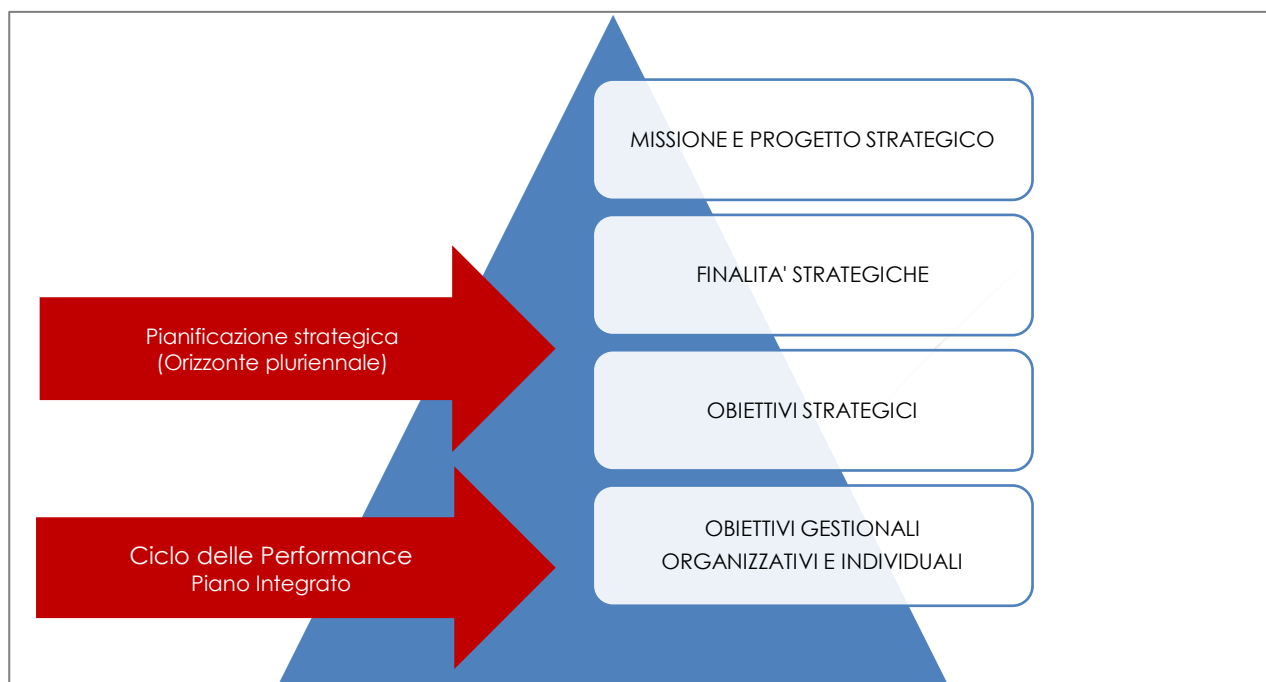 MISSIONE E PROGETTO STRATEGICO
FINALITA' STRATEGICHE
Pianificazione strategica
(Orizzonte pluriennale)
OBIETTIVI STRATEGICI
Ciclo delle Performance
Piano Integrato
OBIETTIVI GESTIONALI
ORGANIZZATIVI E INDIVIDUALI